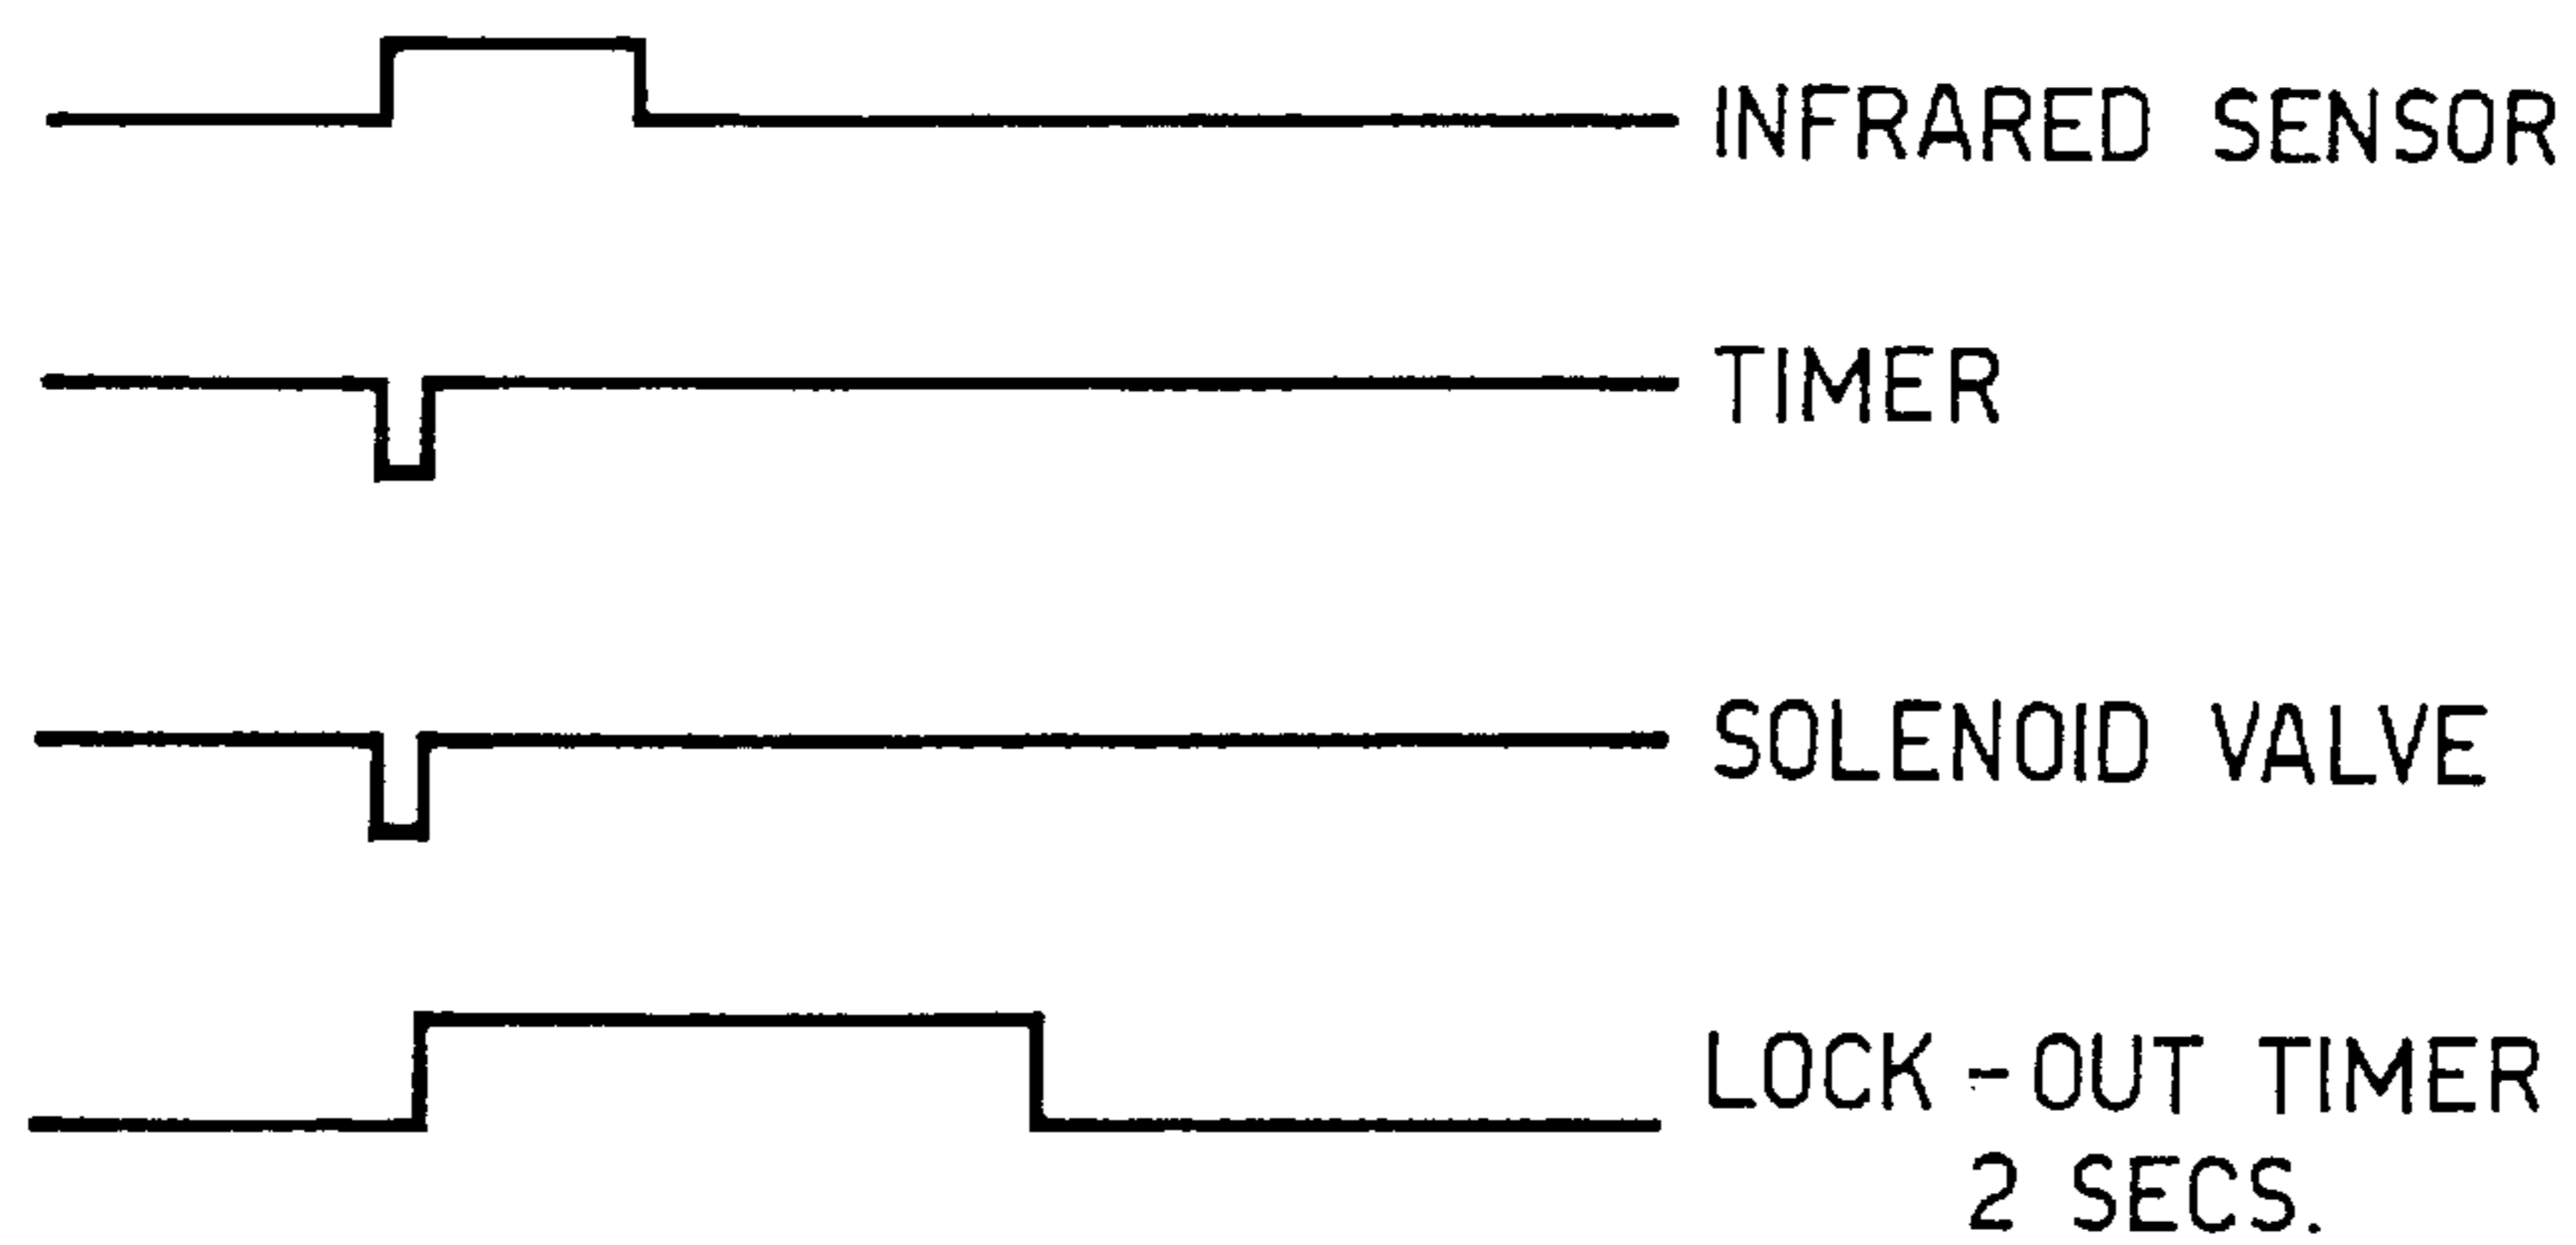 INFRARED SENSOR
TIMER
SOLENOID VALVE
LOCK-OUT TIMER
2 SECS.